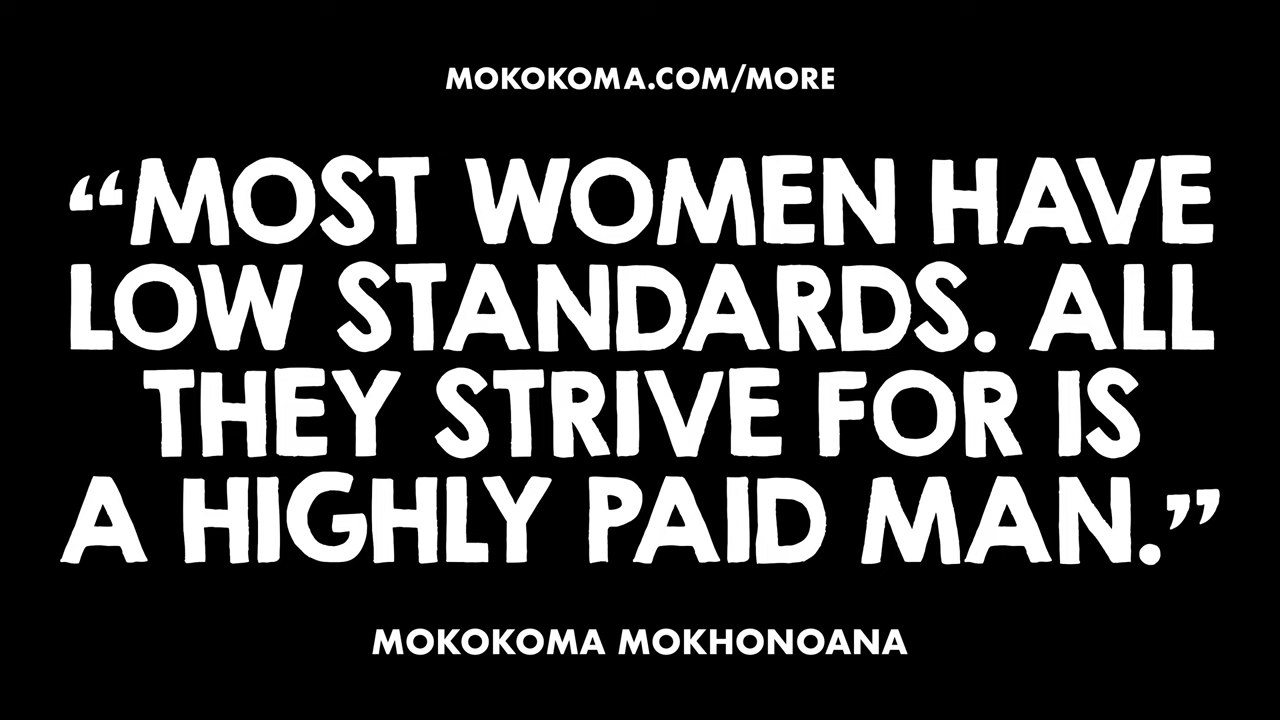 MOKOKOMA.COM/MORE
“MOST WOMEN HAVE
LOW STANDARDS. ALL
THEY STRIVE FOR IS
A HIGHLY PAID MAN.”
MOKOKOMA MOKHONOANA